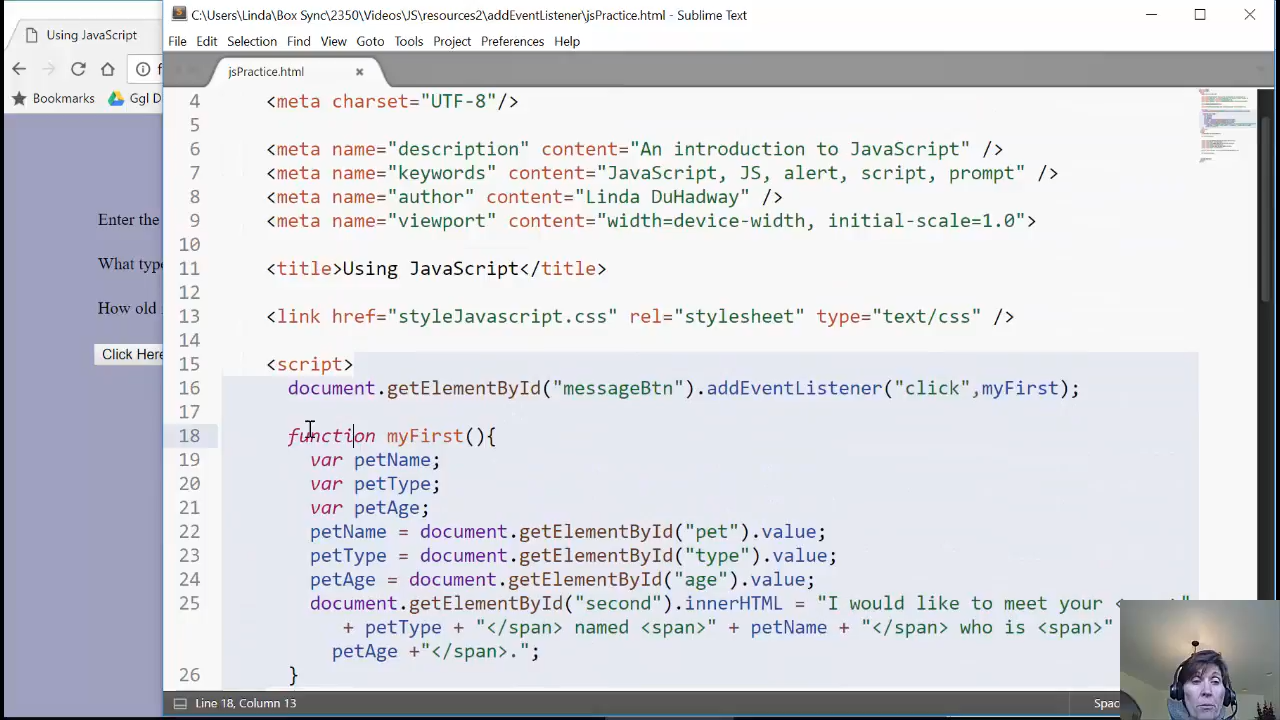 C:\Users\Linda\Box Sync\2350\Videos\JS\resources2\addEventListener\jsPractice.html - Sublime Text
Using JavaScript
File Edit Selection Find View Goto Tools Project Preferences Help
jsPractice.html
Bookmarks Ggl D
Enter the
What type
How old
Click Here
4 <meta charset="UTF-8"/>
5
6 <meta name="description" content="An introduction to JavaScript" />
7 <meta name="keywords" content="JavaScript, JS, alert, script, prompt" />
8 <meta name="author" content="Linda DuHadway" />
9 <meta name="viewport" content="width=device-width, initial-scale=1.0">
10
11 <title>Using JavaScript</title>
12
13 <link href="styleJavascript.css" rel="stylesheet" type="text/css" />
14
15 <script>
16 document.getElementById("messageBtn").addEventListener("click",myFirst);
17
18 function myFirst(){
19 var petName;
20 var petType;
21 var petAge;
22 petName = document.getElementById("pet").value;
23 petType = document.getElementById("type").value;
24 petAge = document.getElementById("age").value;
25 document.getElementById("second").innerHTML = "I would like to meet your <
+ petType + "</span> named <span>" + petName + "</span> who is <span>"
petAge +"</span>.";
26 }
Line 18, Column 13
Spac